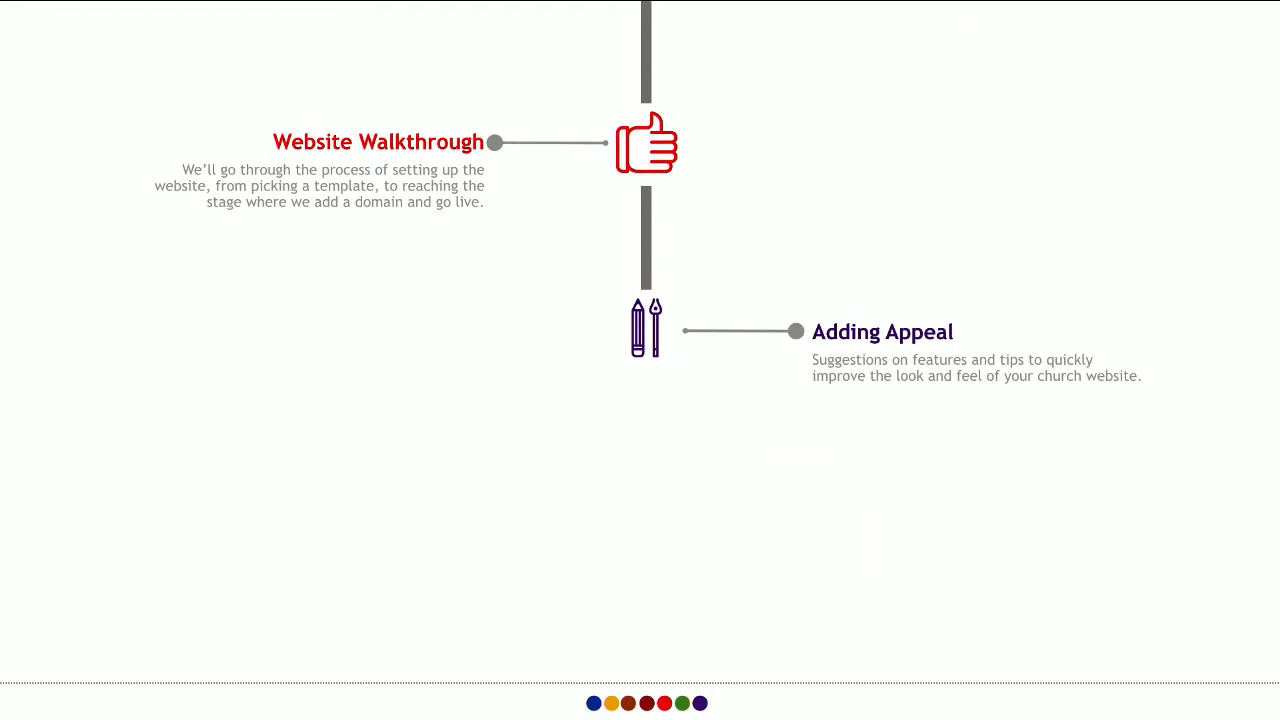 Website Walkthrough
We’ll go through the process of setting up the
website, from picking a template, to reaching the
stage where we add a domain and go live.
Adding Appeal
Suggestions on features and tips to quickly
improve the look and feel of your church website.